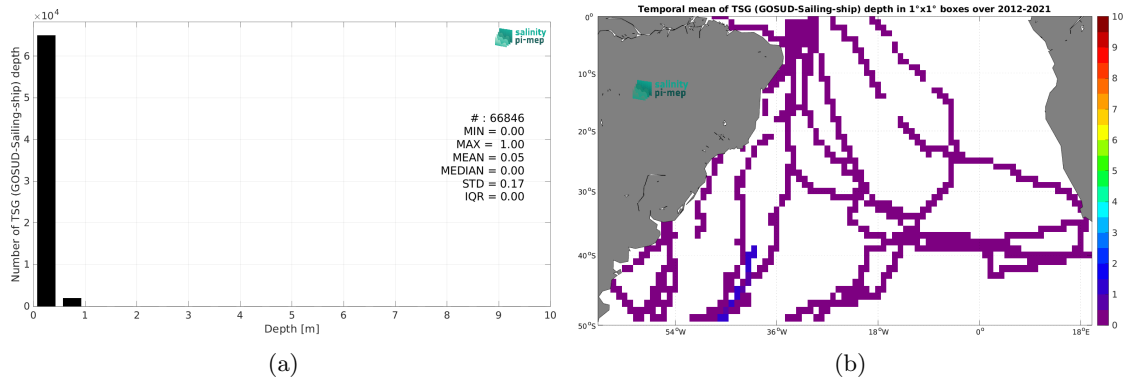 ×10⁴
Number of TSG (GOSUD-Sailing-ship) depth
6
5
4
3
2
1
0
0 1 2 3 4 5 6 7 8 9 10
Depth [m]
salinity
pi-mep
# : 66846
MIN = 0.00
MAX = 1.00
MEAN = 0.05
MEDIAN = 0.00
STD = 0.17
IQR = 0.00
(a)
Temporal mean of TSG (GOSUD-Sailing-ship) depth in 1°x1° boxes over 2012-2021
0°
10°S
20°S
30°S
40°S
50°S
54°W 36°W 18°W 0° 18°E
salinity
pi-mep
10
9
8
7
6
5
4
3
2
1
0
(b)